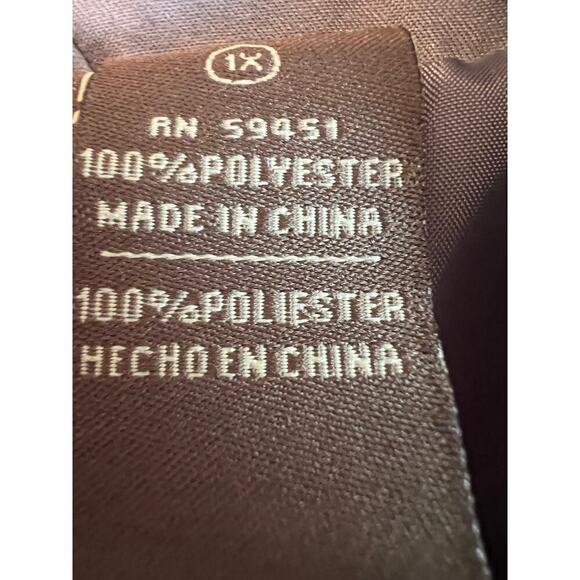 1X
RN 59451
100%POLYESTER
MADE IN CHINA
100%POLIESTER
HECHO EN CHINA